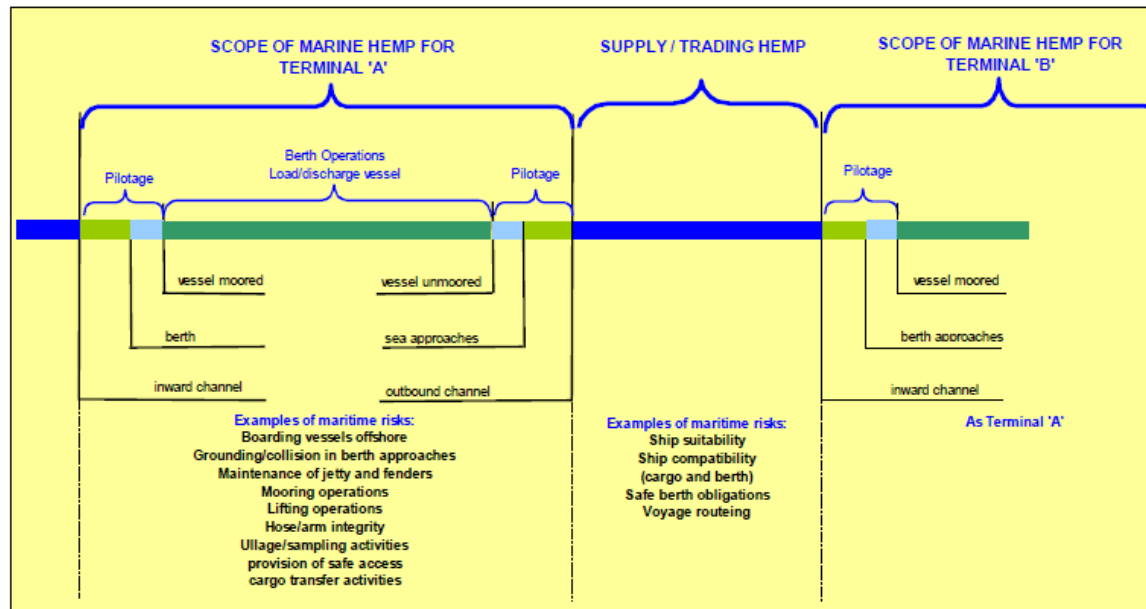 SCOPE OF MARINE HEMP FOR
TERMINAL 'A'
SUPPLY / TRADING HEMP
SCOPE OF MARINE HEMP FOR
TERMINAL 'B'
Pilotage
Berth Operations
Load/discharge vessel
Pilotage
Pilotage
vessel moored
vessel unmoored
vessel moored
berth
sea approaches
berth approaches
inward channel
outbound channel
inward channel
Examples of maritime risks:
Boarding vessels offshore
Grounding/collision in berth approaches
Maintenance of jetty and fenders
Mooring operations
Lifting operations
Hose/arm integrity
Ullage/sampling activities
provision of safe access
cargo transfer activities
Examples of maritime risks:
Ship suitability
Ship compatibility
(cargo and berth)
Safe berth obligations
Voyage routeing
As Terminal 'A'